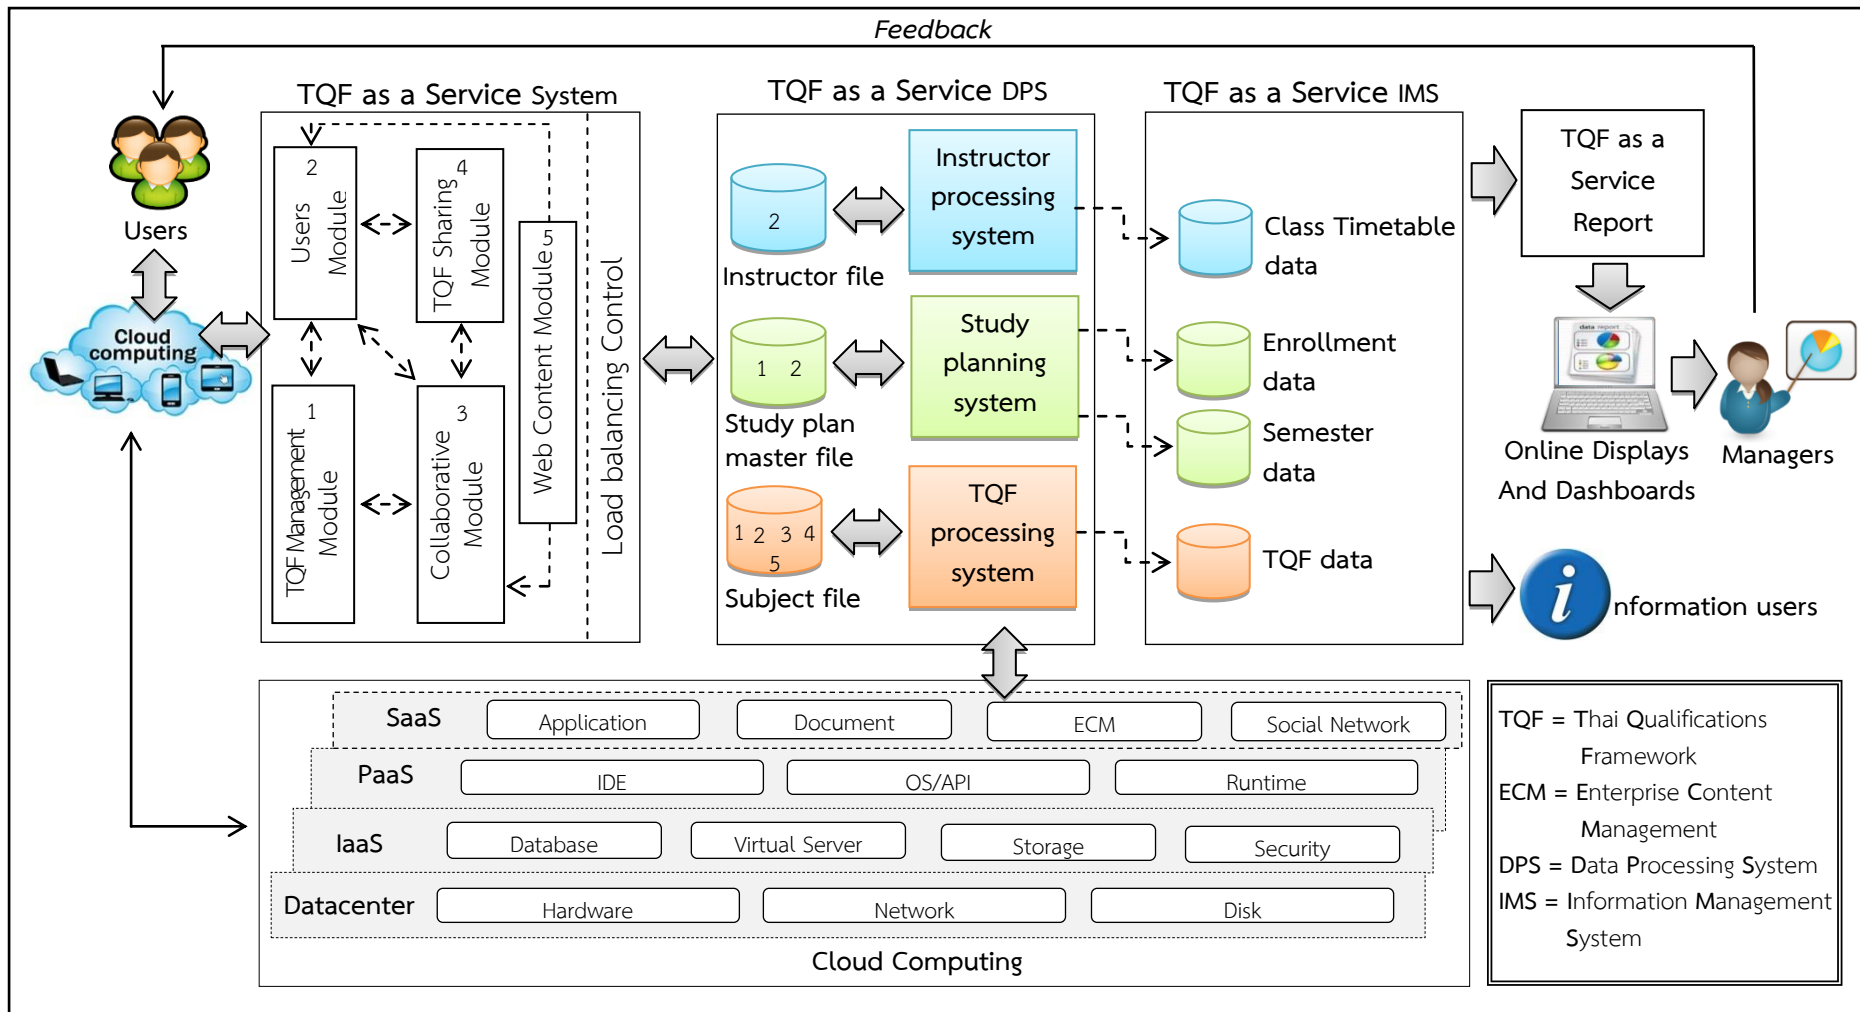 Feedback
TQF as a Service System
TQF as a Service DPS
TQF as a Service IMS
Users
Cloud
computing
2
Users
Module
4
TQF Sharing
Module
1
TQF Management
Module
3
Collaborative
Module
Web Content Module 5
Load balancing Control
2
Instructor file
1 2
Study plan
master file
1 2 3 4
5
Subject file
Instructor
processing
system
Study
planning
system
TQF
processing
system
Class Timetable
data
Enrollment
data
Semester
data
TQF data
TQF as a
Service
Report
data report
Online Displays
And Dashboards
Managers
i
nformation users
SaaS
Application
Document
ECM
Social Network
PaaS
IDE
OS/API
Runtime
IaaS
Database
Virtual Server
Storage
Security
Datacenter
Hardware
Network
Disk
Cloud Computing
TQF = Thai Qualifications
Framework
ECM = Enterprise Content
Management
DPS = Data Processing System
IMS = Information Management
System